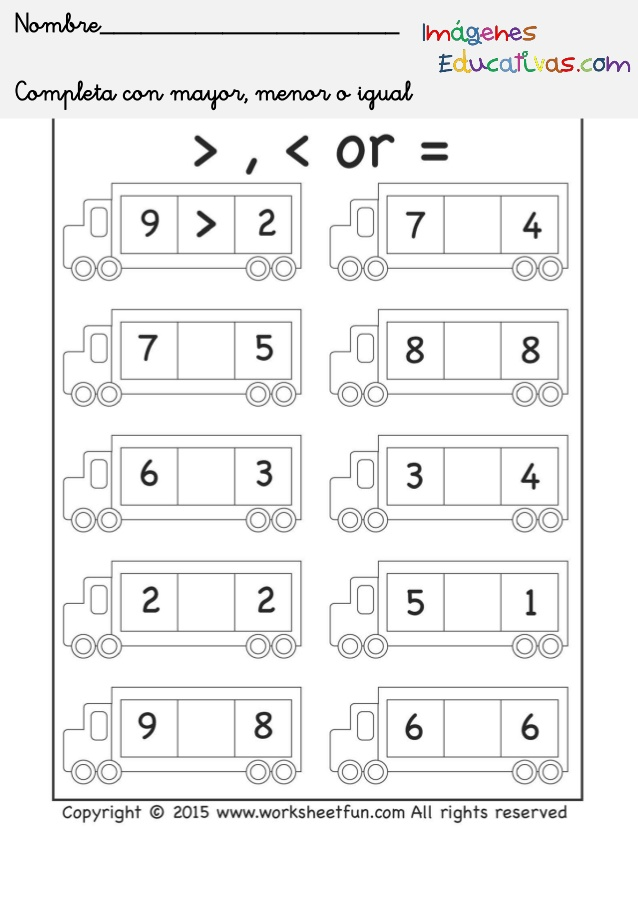 Nombre______________________________
Imágenes
Educativas.com
Completa con mayor, menor o igual
> , < or =
9 > 2
7 4
7 5
8 8
6 3
3 4
2 2
5 1
9 8
6 6
Copyright © 2015 www.worksheetfun.com All rights reserved